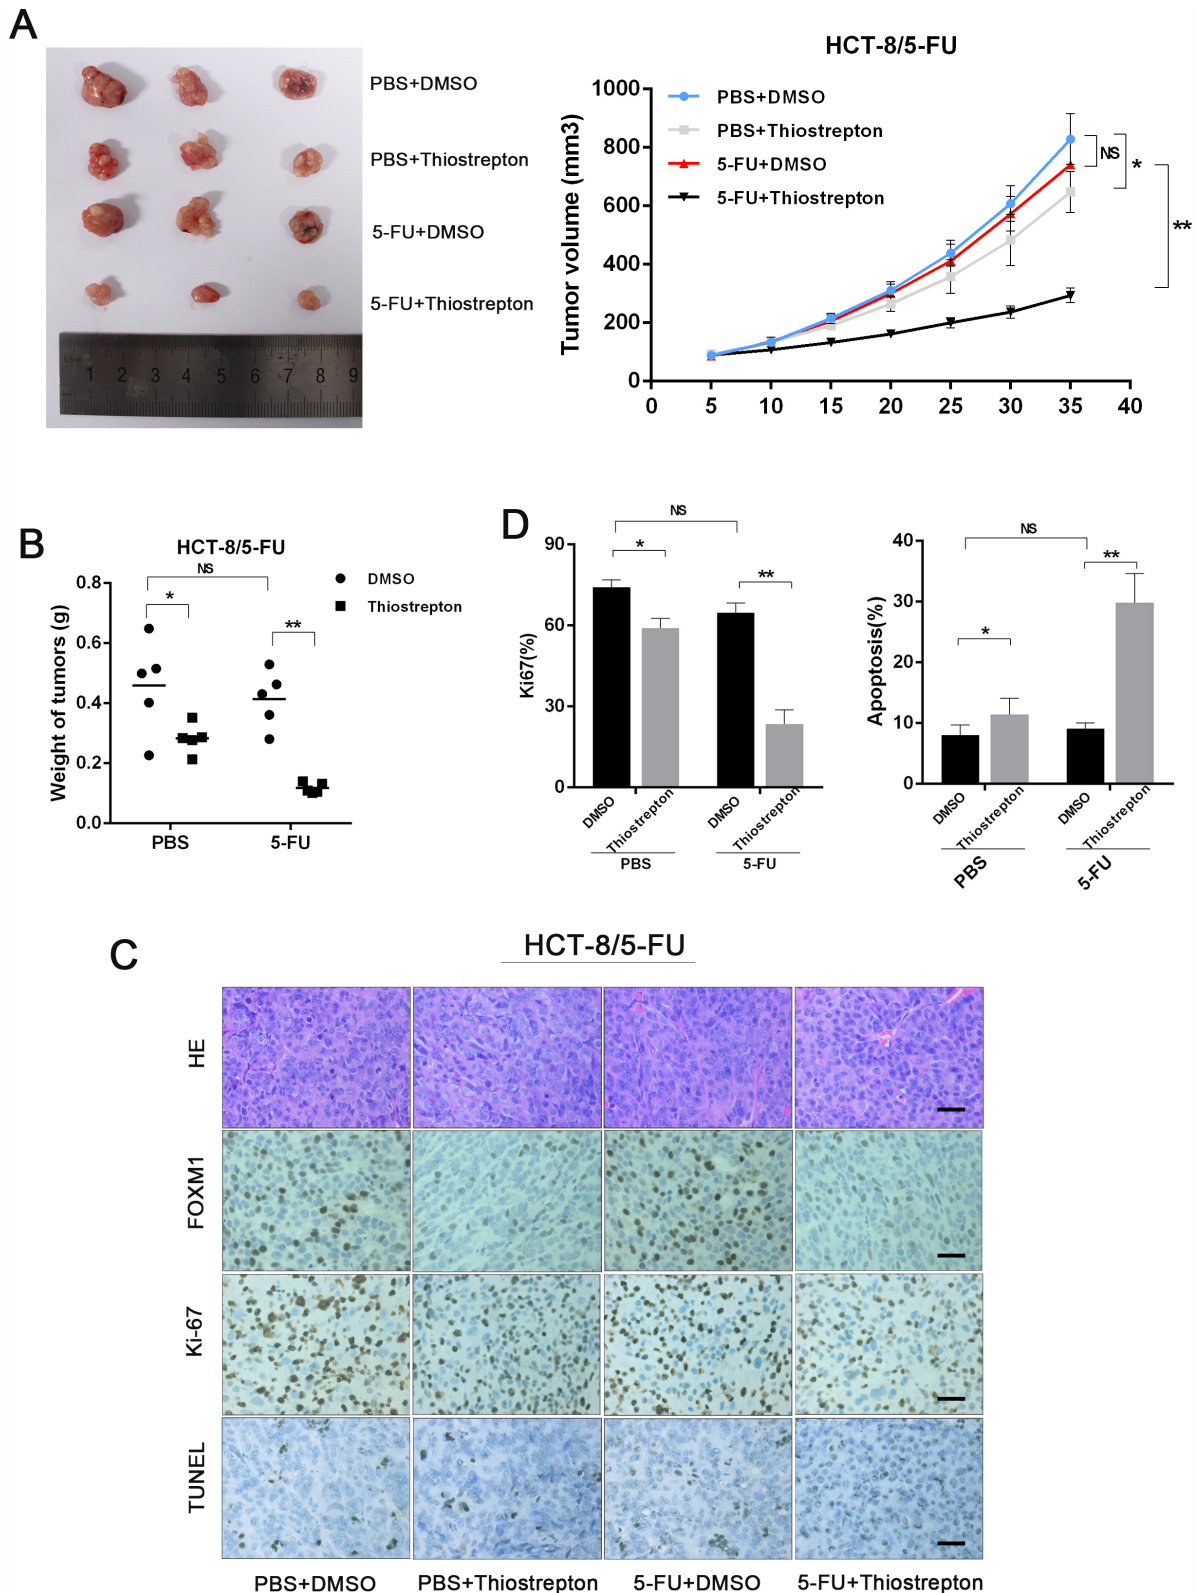 A
PBS+DMSO
PBS+Thiostrepton
5-FU+DMSO
5-FU+Thiostrepton
1 2 3 4 5 6 7 8 9
HCT-8/5-FU
Tumor volume (mm3)
1000
800
600
400
200
0
0 5 10 15 20 25 30 35 40
PBS+DMSO
PBS+Thiostrepton
5-FU+DMSO
5-FU+Thiostrepton
NS
*
**
B
HCT-8/5-FU
Weight of tumors (g)
0.8
0.6
0.4
0.2
0.0
NS
*
**
DMSO
Thiostrepton
PBS 5-FU
D
Ki67(%)
90
60
30
0
NS
*
**
DMSO Thiostrepton DMSO Thiostrepton
PBS 5-FU
Apoptosis(%)
40
30
20
10
0
NS
*
**
DMSO Thiostrepton DMSO Thiostrepton
PBS 5-FU
C
HCT-8/5-FU
HE
FOXM1
Ki-67
TUNEL
PBS+DMSO PBS+Thiostrepton 5-FU+DMSO 5-FU+Thiostrepton